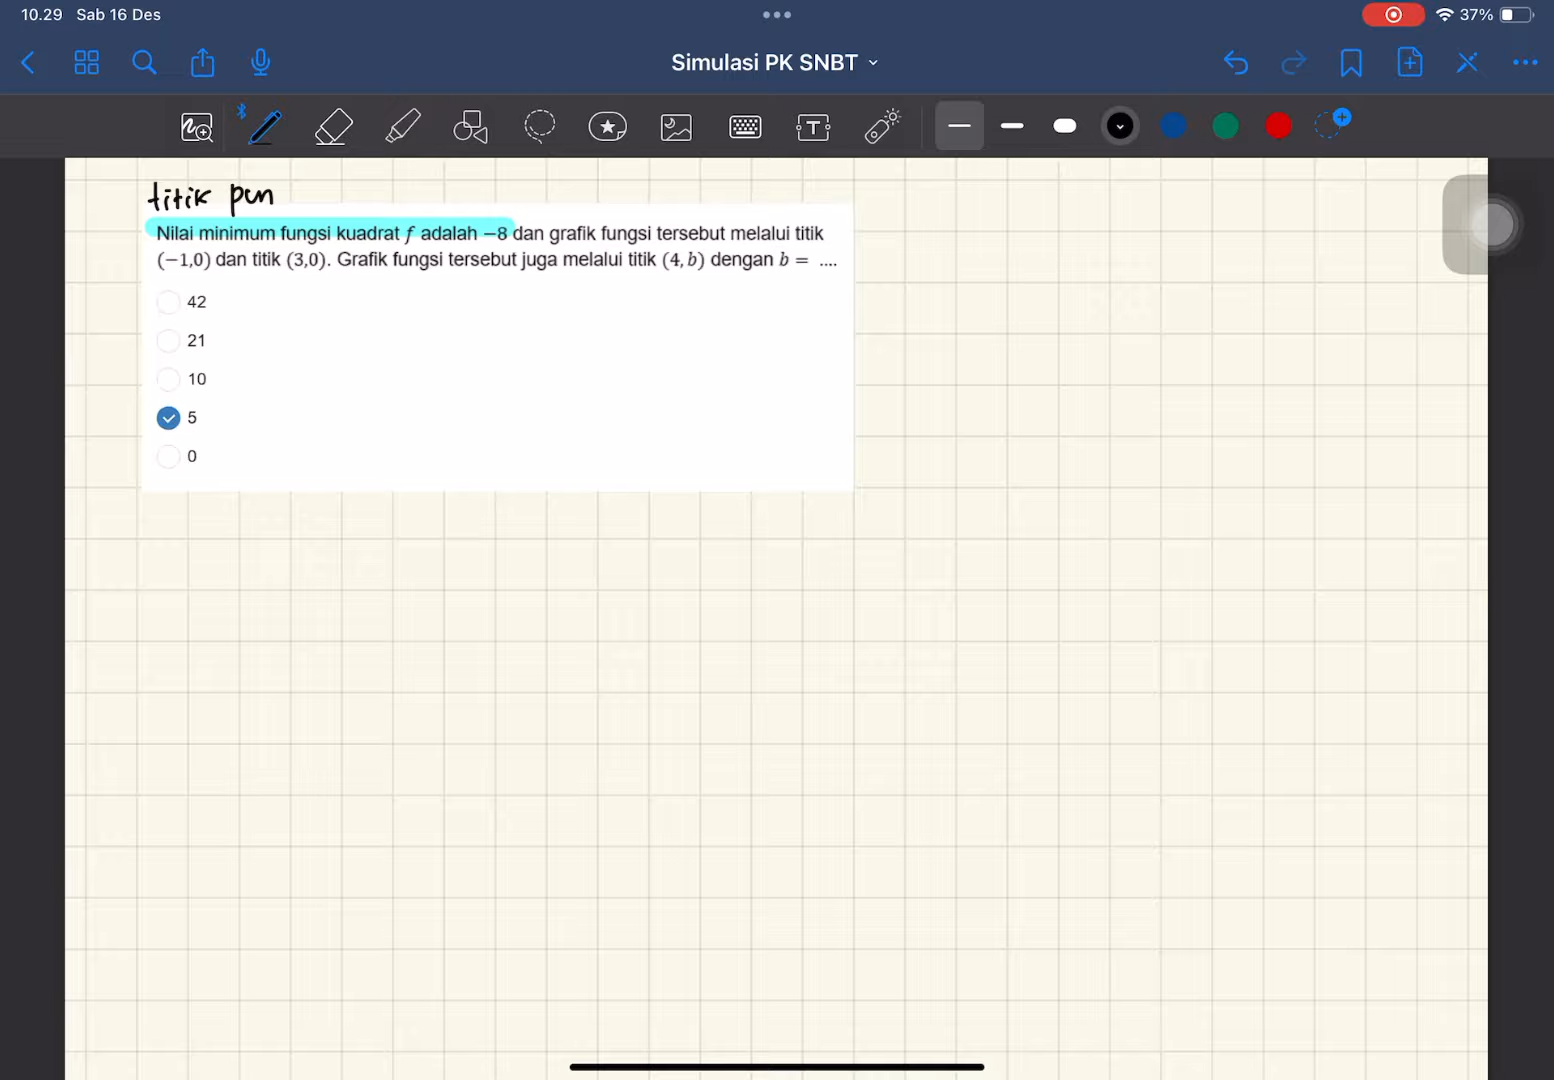 10.29 Sab 16 Des
37%
Simulasi PK SNBT
T
titik pen
Nilai minimum fungsi kuadrat f adalah −8 dan grafik fungsi tersebut melalui titik
(−1,0) dan titik (3,0). Grafik fungsi tersebut juga melalui titik (4, b) dengan b = ....
42
21
10
5
0